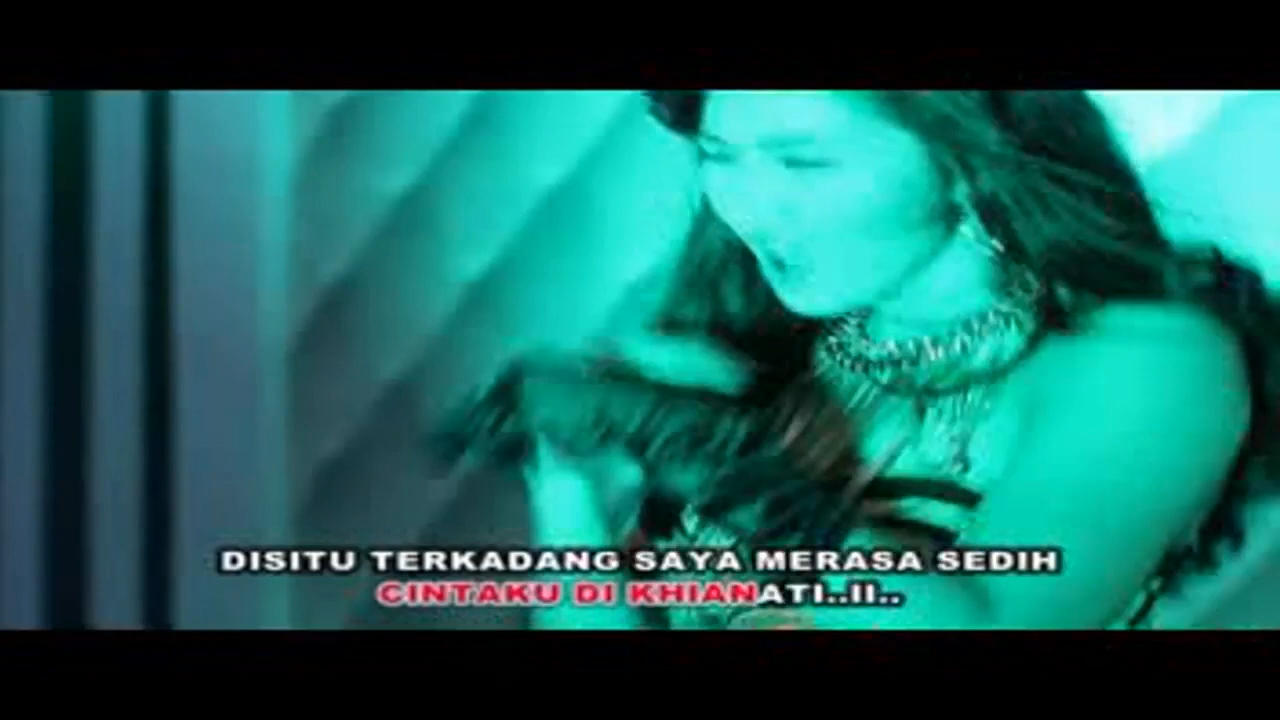 DISITU TERKADANG SAYA MERASA SEDIH
CINTAKU DI KHIANATI..II..